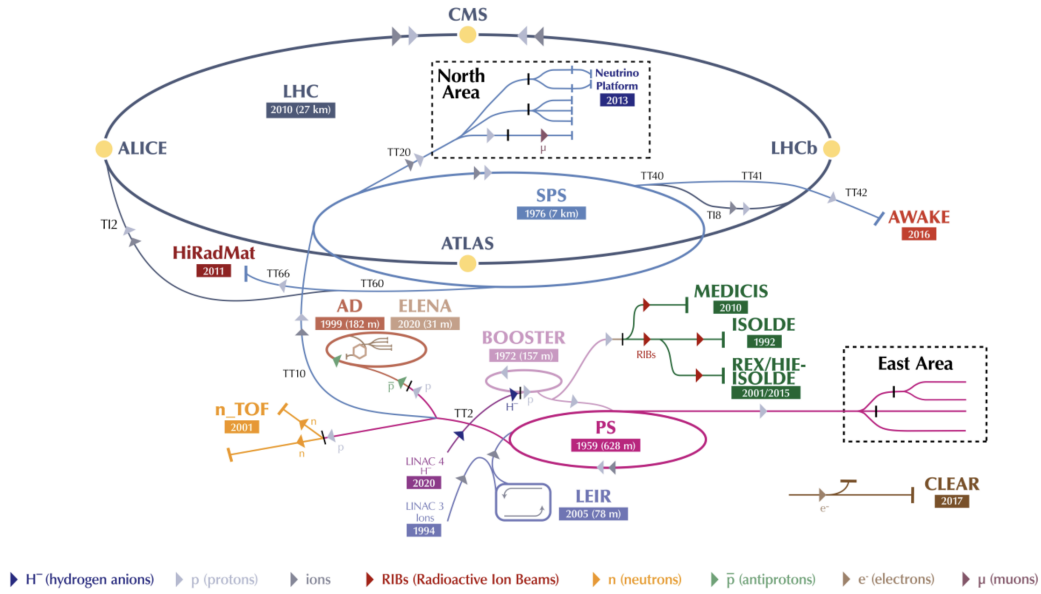 CMS
LHC
2010 (27 km)
North
Area
Neutrino
Platform
2013
μ
ALICE
LHCb
TT20
TT40
TT41
TT42
SPS
1976 (7 km)
TI8
TI2
AWAKE
2016
ATLAS
HiRadMat
2011
TT66
TT60
AD
1999 (182 m)
ELENA
2020 (31 m)
MEDICIS
2010
BOOSTER
1972 (157 m)
RIBs
ISOLDE
1992
REX/HIE-
ISOLDE
2001/2015
East Area
TT10
p̅
p
H⁻
p
TT2
n_TOF
2001
n
n
p
PS
1959 (628 m)
LINAC 4
H⁻
2020
LINAC 3
Ions
1994
LEIR
2005 (78 m)
CLEAR
2017
e⁻
H⁻ (hydrogen anions)
p (protons)
ions
RIBs (Radioactive Ion Beams)
n (neutrons)
p̅ (antiprotons)
e⁻ (electrons)
μ (muons)